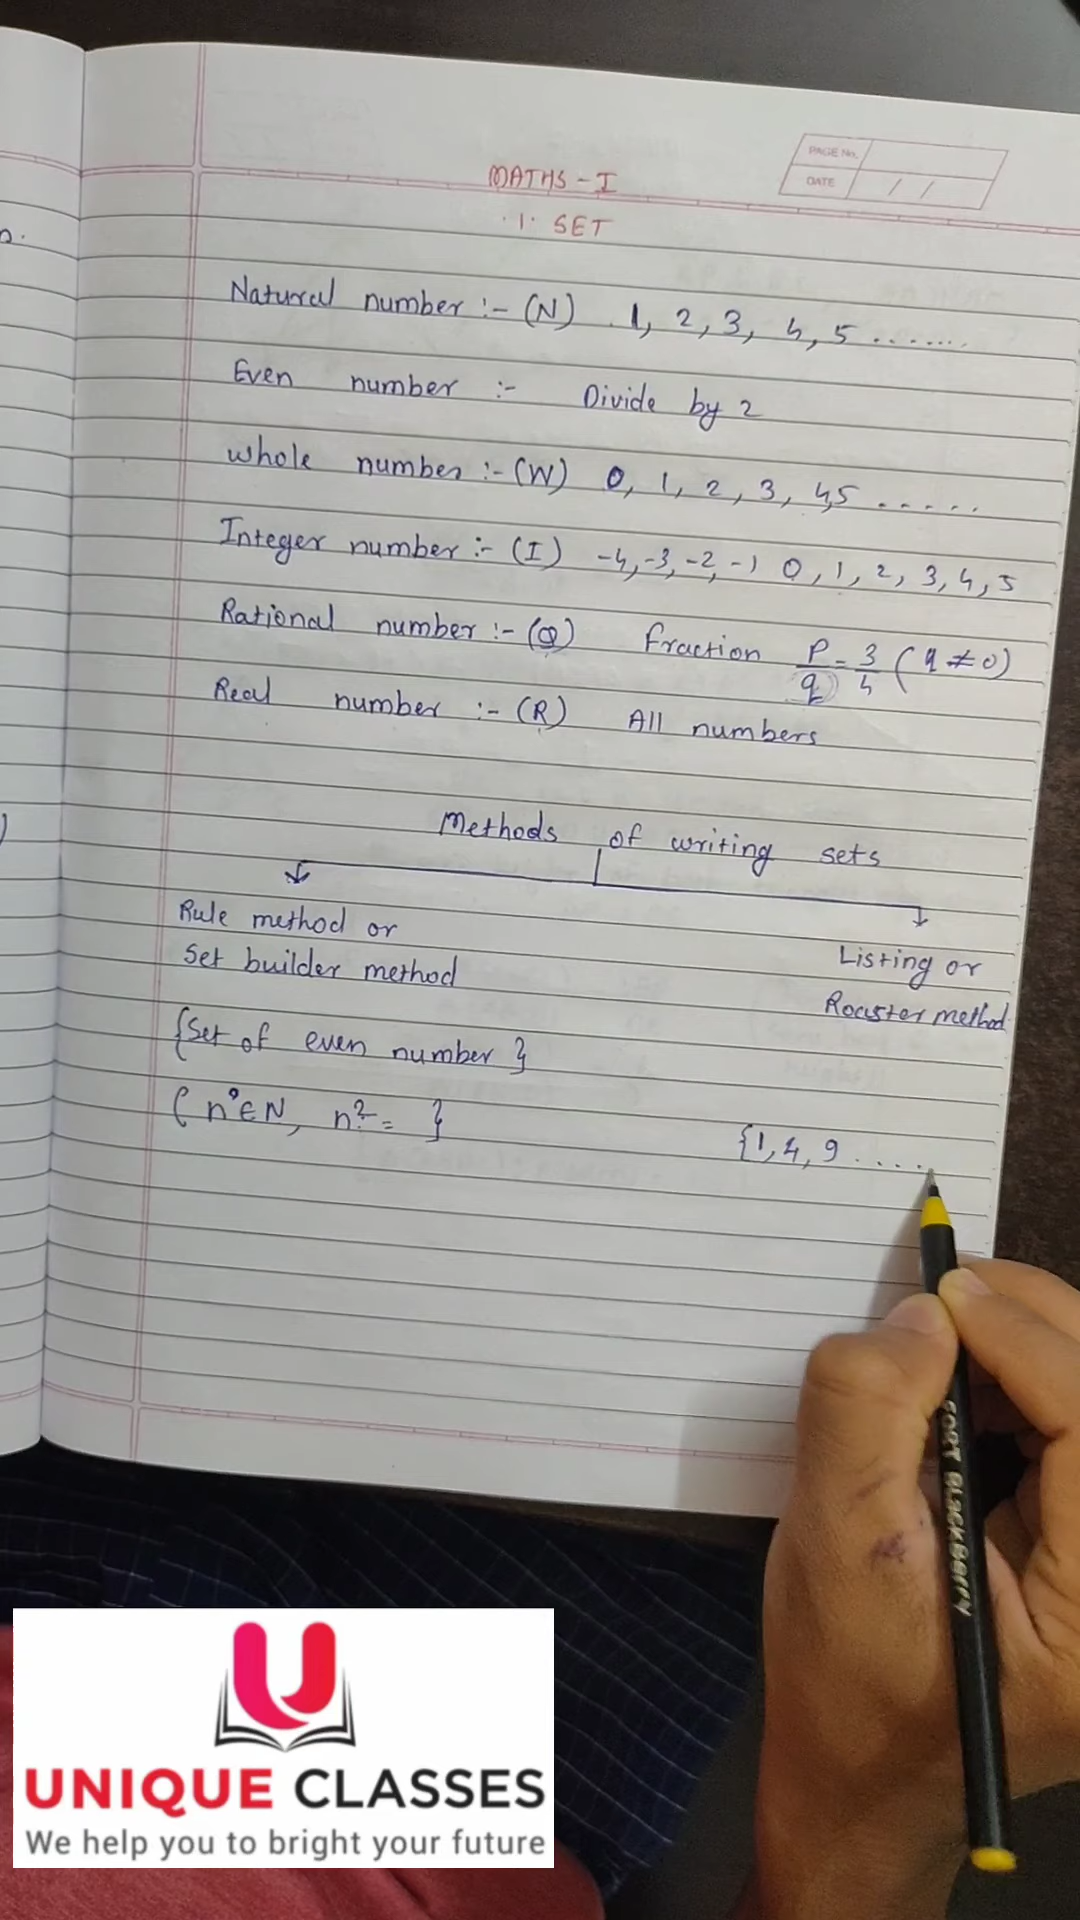 PAGE No.
DATE / /
MATHS - I
1. SET
Natural number :- (N) 1, 2, 3, 4, 5 .......
Even number :- Divide by 2
Whole number :- (W) 0, 1, 2, 3, 4,5 .....
Integer number :- (I) -4,-3,-2,-1 0, 1, 2, 3, 4, 5
Rational number :- (Q) Fraction P/q = 3/4 (q ≠ 0)
Real number :- (R) All numbers
Methods of writing sets
Rule method or
Set builder method
Listing or
Roaster method
{Set of even number }
{ n°∈N, n² = }
{1, 4, 9 .....
FORT BLACKBERRY
UNIQUE CLASSES
We help you to bright your future